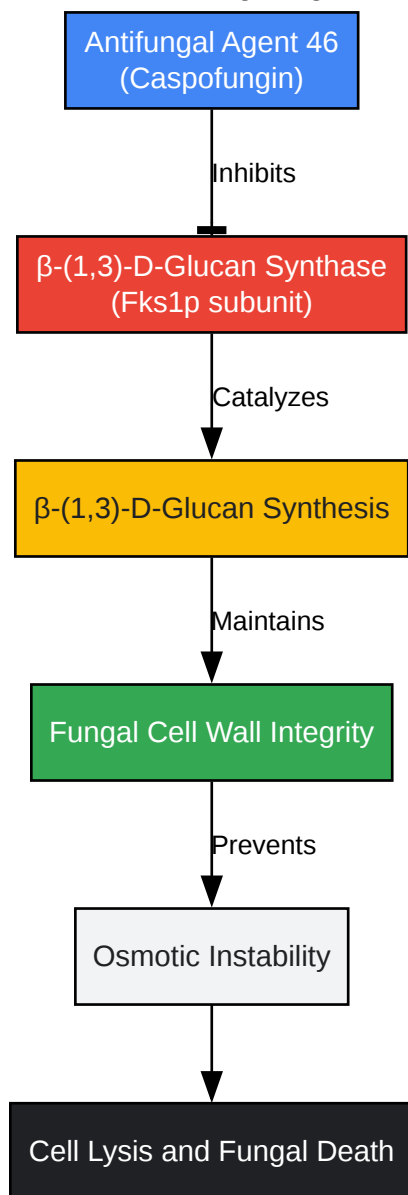 Antifungal Agent 46
(Caspofungin)
Inhibits
β-(1,3)-D-Glucan Synthase
(Fks1p subunit)
Catalyzes
β-(1,3)-D-Glucan Synthesis
Maintains
Fungal Cell Wall Integrity
Prevents
Osmotic Instability
Cell Lysis and Fungal Death